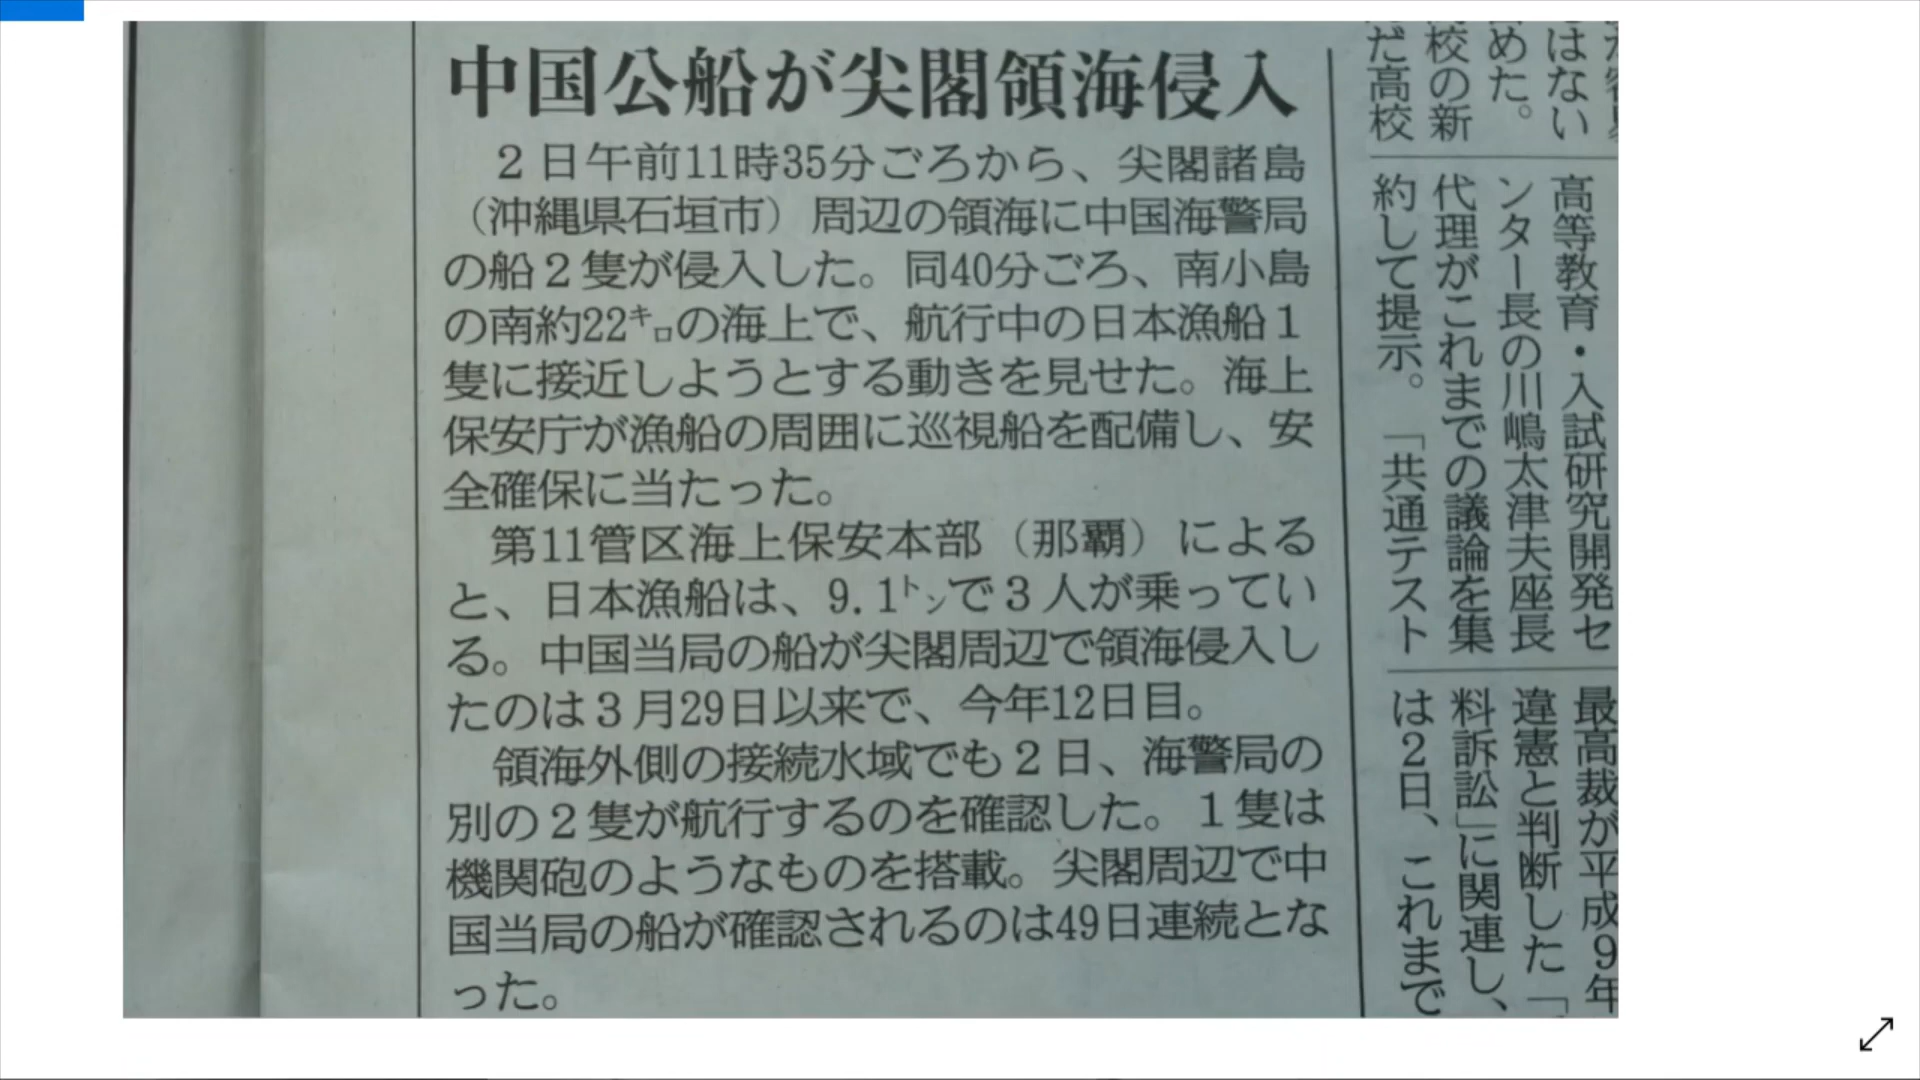 中国公船が尖閣領海侵入
２日午前11時35分ごろから、尖閣諸島
（沖縄県石垣市）周辺の領海に中国海警局
の船２隻が侵入した。同40分ごろ、南小島
の南約22㌔の海上で、航行中の日本漁船１
隻に接近しようとする動きを見せた。海上
保安庁が漁船の周囲に巡視船を配備し、安
全確保に当たった。
第11管区海上保安本部（那覇）による
と、日本漁船は、9.1㌧で３人が乗ってい
る。中国当局の船が尖閣周辺で領海侵入し
たのは３月29日以来で、今年12日目。
領海外側の接続水域でも２日、海警局の
別の２隻が航行するのを確認した。１隻は
機関砲のようなものを搭載。尖閣周辺で中
国当局の船が確認されるのは49日連続とな
った。
はない
めた。
校の新
だ高校
高等教育・入試研究開発セ
ンター長の川嶋太津夫座長
代理がこれまでの議論を集
約して提示。「共通テスト
最高裁が平成９年
違憲と判断した「
料訴訟」に関連し、
は２日、これまで